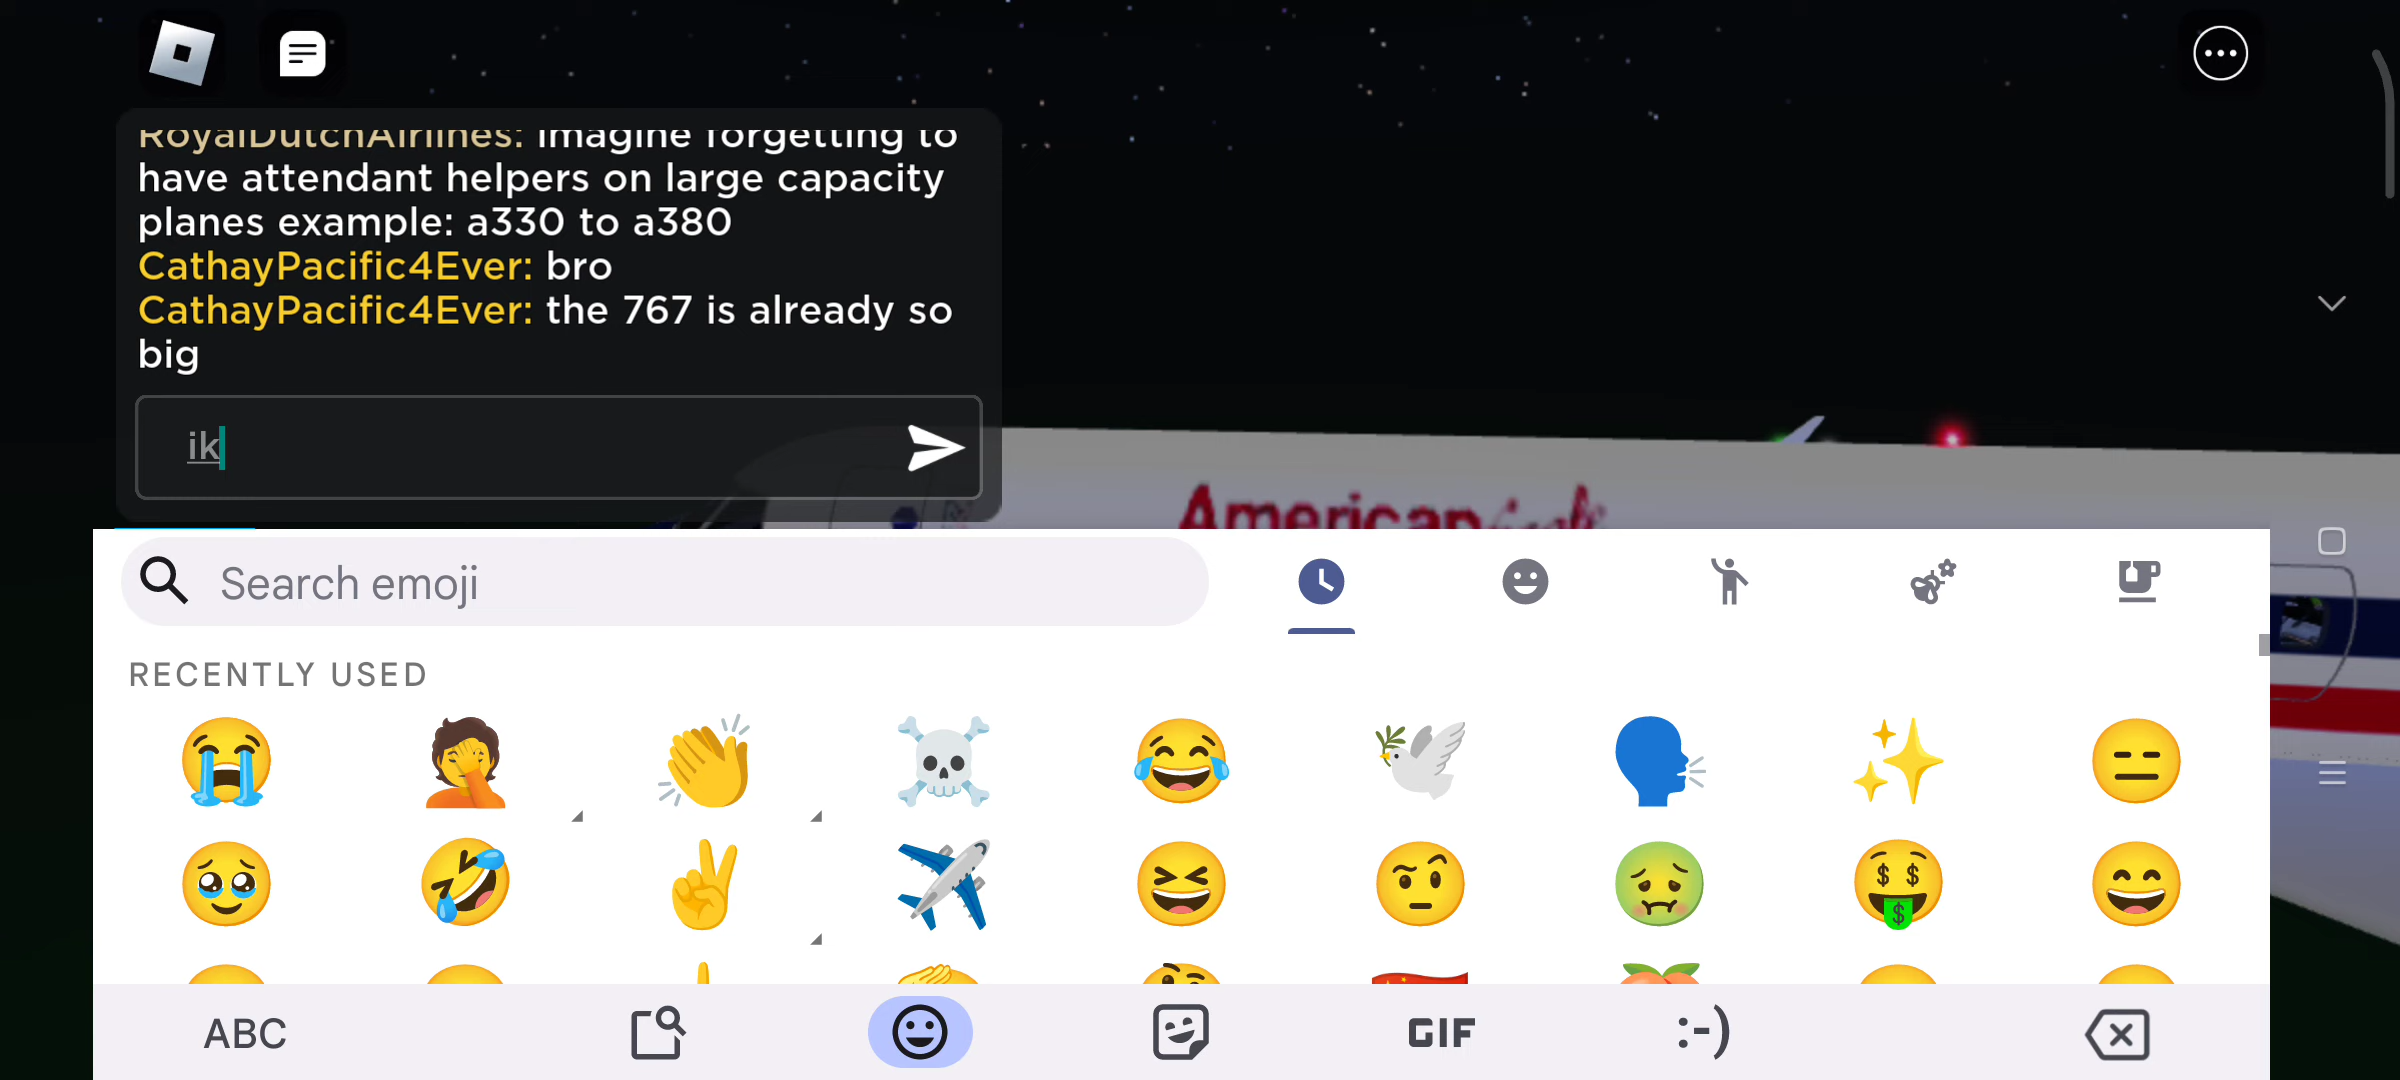 RoyalDutchAirlines: imagine forgetting to
have attendant helpers on large capacity
planes example: a330 to a380
CathayPacific4Ever: bro
CathayPacific4Ever: the 767 is already so
big
ik
American
Search emoji
RECENTLY USED
ABC
GIF
:-)